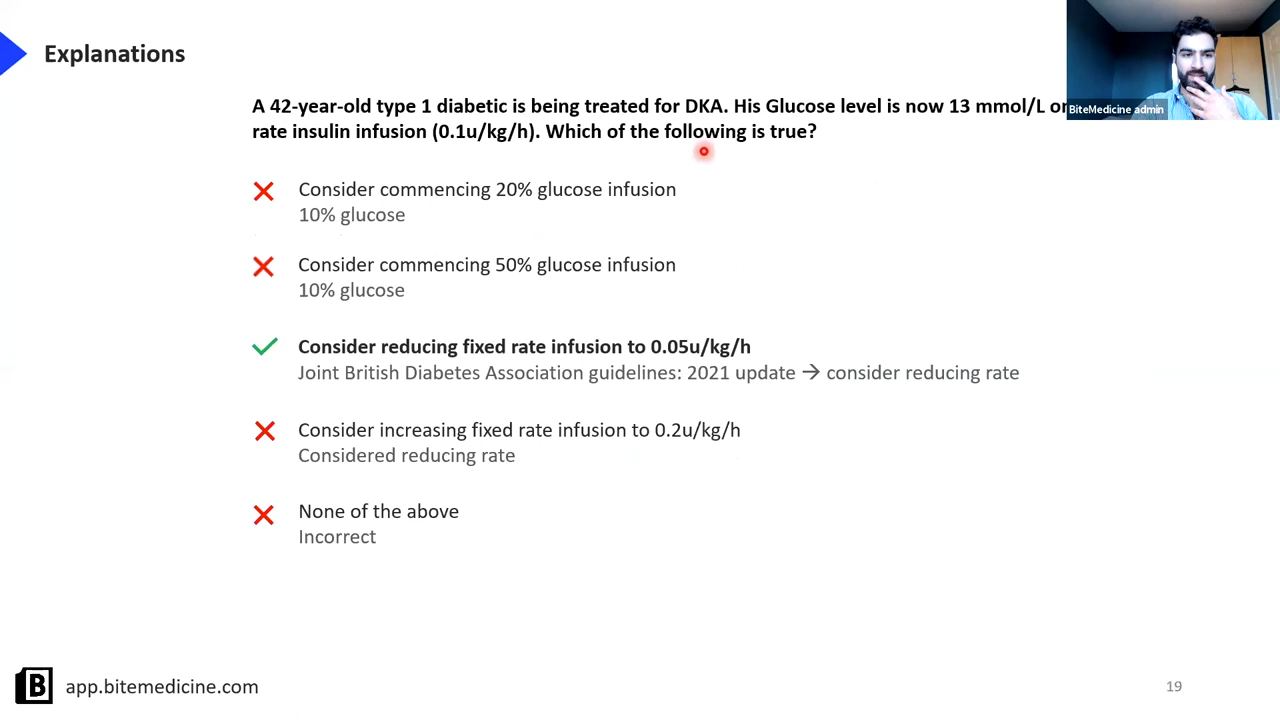 Explanations
A 42-year-old type 1 diabetic is being treated for DKA. His Glucose level is now 13 mmol/L on
rate insulin infusion (0.1u/kg/h). Which of the following is true?
BiteMedicine admin
Consider commencing 20% glucose infusion
10% glucose
Consider commencing 50% glucose infusion
10% glucose
Consider reducing fixed rate infusion to 0.05u/kg/h
Joint British Diabetes Association guidelines: 2021 update → consider reducing rate
Consider increasing fixed rate infusion to 0.2u/kg/h
Considered reducing rate
None of the above
Incorrect
B app.bitemedicine.com
19